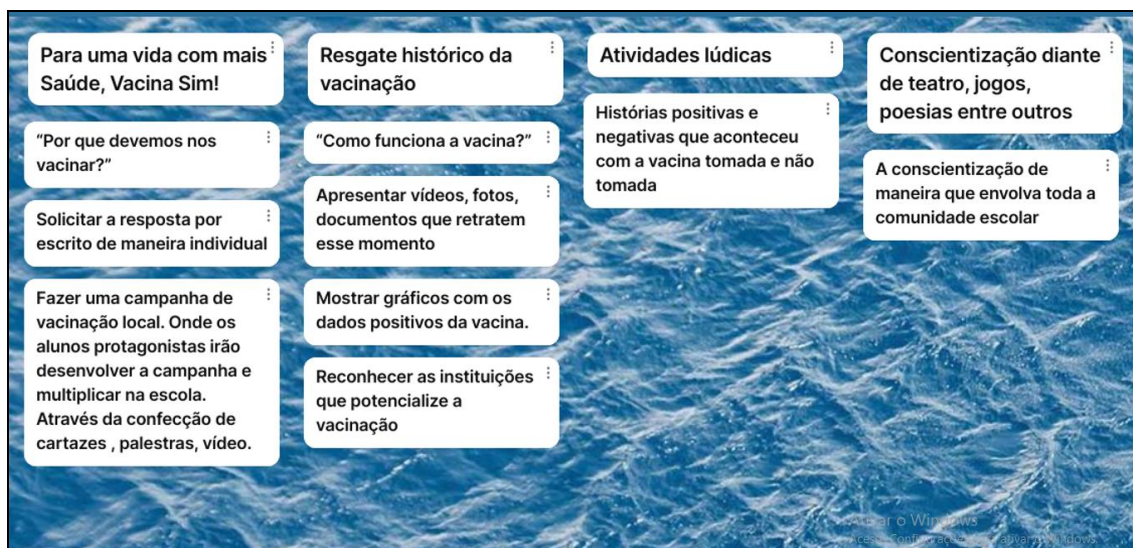 Para uma vida com mais
Saúde, Vacina Sim!
“Por que devemos nos
vacinar?”
Solicitar a resposta por
escrito de maneira individual
Fazer uma campanha de
vacinação local. Onde os
alunos protagonistas irão
desenvolver a campanha e
multiplicar na escola.
Através da confecção de
cartazes , palestras, vídeo.
Resgate histórico da
vacinação
“Como funciona a vacina?”
Apresentar vídeos, fotos,
documentos que retratem
esse momento
Mostrar gráficos com os
dados positivos da vacina.
Reconhecer as instituições
que potencialize a
vacinação
Atividades lúdicas
Histórias positivas e
negativas que aconteceu
com a vacina tomada e não
tomada
Conscientização diante
de teatro, jogos,
poesias entre outros
A conscientização de
maneira que envolva toda a
comunidade escolar
Ativar o Windows
ativar o Windows.